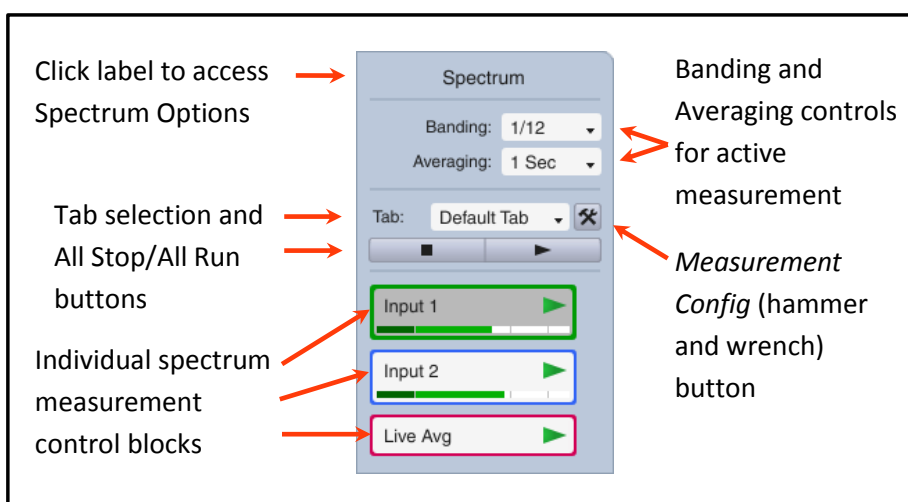 Click label to access
Spectrum Options
Tab selection and
All Stop/All Run
buttons
Individual spectrum
measurement
control blocks
Spectrum
Banding: 1/12
Averaging: 1 Sec
Tab: Default Tab
Input 1
Input 2
Live Avg
Banding and
Averaging controls
for active
measurement
Measurement
Config (hammer
and wrench)
button